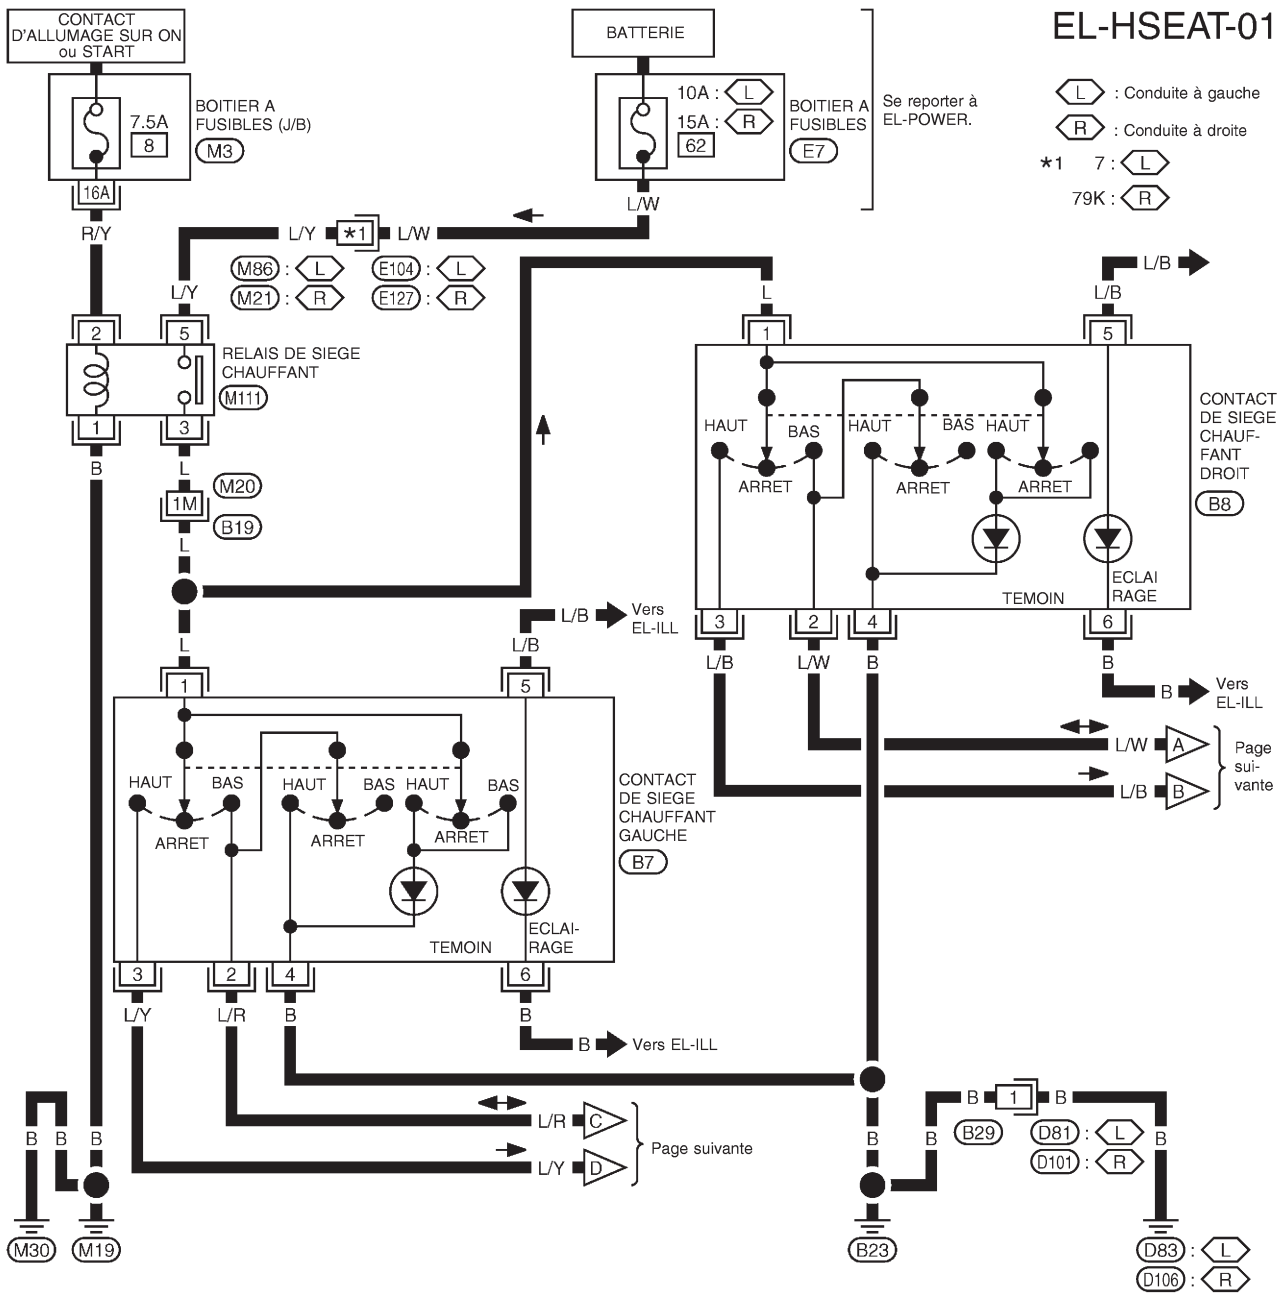 CONTACT
D'ALLUMAGE SUR ON
ou START
BATTERIE
EL-HSEAT-01
7.5A
8
BOITIER A
FUSIBLES (J/B)
M3
16A
10A : L
15A : R
62
BOITIER A
FUSIBLES
E7
Se reporter à
EL-POWER.
L : Conduite à gauche
R : Conduite à droite
*1 7 : L
79K : R
R/Y
L/W
L/Y *1 L/W
M86 : L E104 : L
M21 : R E127 : R
L/Y
L
L/B
L/B
2 5
RELAIS DE SIEGE
CHAUFFANT
M111
1 3
B L
M20
1M
B19
L
1 5
HAUT BAS HAUT BAS HAUT
ARRET ARRET ARRET
CONTACT
DE SIEGE
CHAUF-
FANT
DROIT
B8
TEMOIN
ECLAI
RAGE
3 2 4 6
L/B L/W B B
B
Vers
EL-ILL
L/W A
L/B B
Page
sui-
vante
L
L/B
L/B
Vers
EL-ILL
1 5
HAUT BAS HAUT BAS HAUT BAS
ARRET ARRET ARRET
CONTACT
DE SIEGE
CHAUFFANT
GAUCHE
B7
TEMOIN
ECLAI-
RAGE
3 2 4 6
L/Y L/R B B
B Vers EL-ILL
L/R C
L/Y D
Page suivante
B B B
M30 M19
B B
B 1 B
B29
D81 : L
D101 : R
B
B23
D83 : L
D106 : R